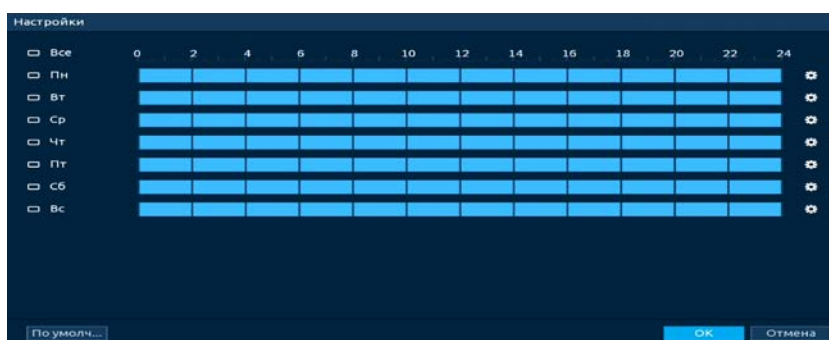 Настройки
Все 0 2 4 6 8 10 12 14 16 18 20 22 24
Пн
Вт
Ср
Чт
Пт
Сб
Вс
По умолч... OK Отмена